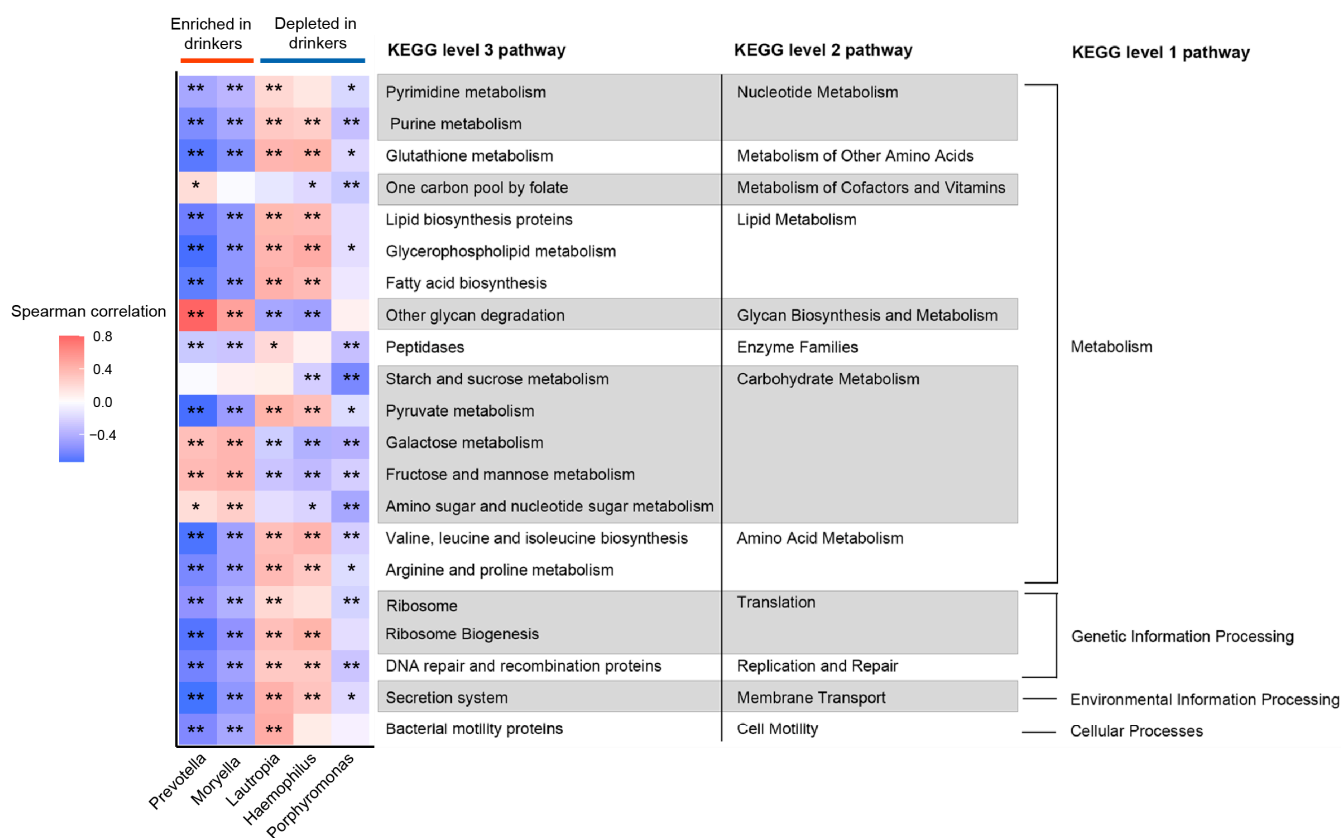 Enriched in
drinkers
Depleted in
drinkers
KEGG level 3 pathway
KEGG level 2 pathway
KEGG level 1 pathway
** ** ** * Pyrimidine metabolism Nucleotide Metabolism
** ** ** ** ** Purine metabolism
** ** ** ** * Glutathione metabolism Metabolism of Other Amino Acids
* * ** One carbon pool by folate Metabolism of Cofactors and Vitamins
** ** ** ** Lipid biosynthesis proteins Lipid Metabolism
** ** ** ** * Glycerophospholipid metabolism
** ** ** ** Fatty acid biosynthesis
** ** ** ** Other glycan degradation Glycan Biosynthesis and Metabolism
** ** * ** Peptidases Enzyme Families
** ** Starch and sucrose metabolism Carbohydrate Metabolism
** ** ** ** * Pyruvate metabolism
** ** ** ** ** Galactose metabolism
** ** ** ** ** Fructose and mannose metabolism
* ** * ** Amino sugar and nucleotide sugar metabolism
** ** ** ** ** Valine, leucine and isoleucine biosynthesis Amino Acid Metabolism
** ** ** ** * Arginine and proline metabolism
** ** ** ** Ribosome Translation
** ** ** ** Ribosome Biogenesis
** ** ** ** ** DNA repair and recombination proteins Replication and Repair
** ** ** ** * Secretion system Membrane Transport
** ** ** Bacterial motility proteins Cell Motility
Metabolism
Genetic Information Processing
Environmental Information Processing
Cellular Processes
Spearman correlation
0.8
0.4
0.0
−0.4
Prevotella
Moryella
Lautropia
Haemophilus
Porphyromonas